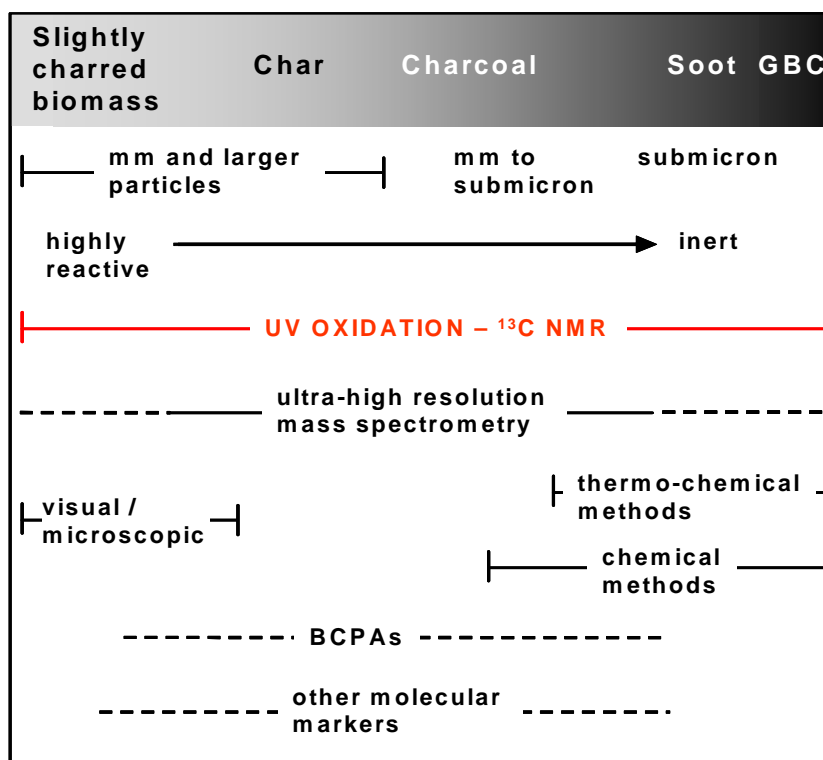 Slightly
charred
biomass
Char
Charcoal
Soot
GBC
mm and larger
particles
mm to
submicron
submicron
highly
reactive
inert
UV OXIDATION – ¹³C NMR
ultra-high resolution
mass spectrometry
thermo-chemical
methods
visual /
microscopic
chemical
methods
BCPAs
other molecular
markers